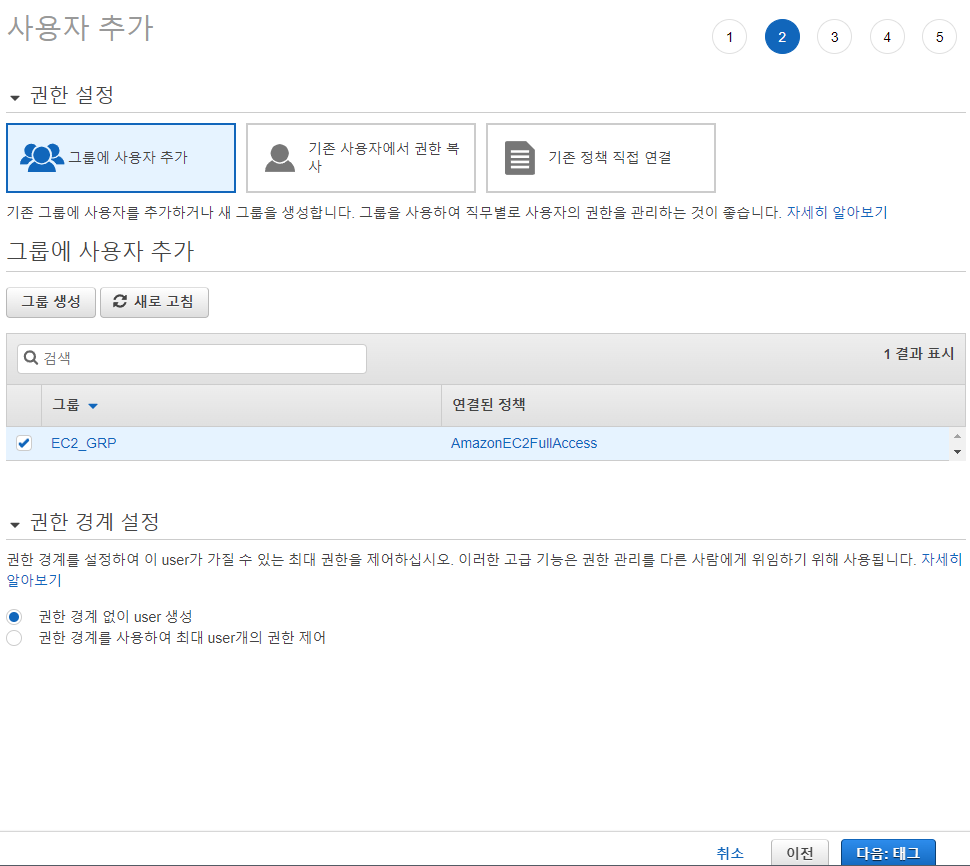 사용자 추가
1 2 3 4 5
권한 설정
그룹에 사용자 추가
기존 사용자에서 권한 복
사
기존 정책 직접 연결
기존 그룹에 사용자를 추가하거나 새 그룹을 생성합니다. 그룹을 사용하여 직무별로 사용자의 권한을 관리하는 것이 좋습니다. 자세히 알아보기
그룹에 사용자 추가
그룹 생성 새로 고침
검색 1 결과 표시
그룹 연결된 정책
EC2_GRP AmazonEC2FullAccess
권한 경계 설정
권한 경계를 설정하여 이 user가 가질 수 있는 최대 권한을 제어하십시오. 이러한 고급 기능은 권한 관리를 다른 사람에게 위임하기 위해 사용됩니다. 자세히
알아보기
권한 경계 없이 user 생성
권한 경계를 사용하여 최대 user개의 권한 제어
취소 이전 다음: 태그